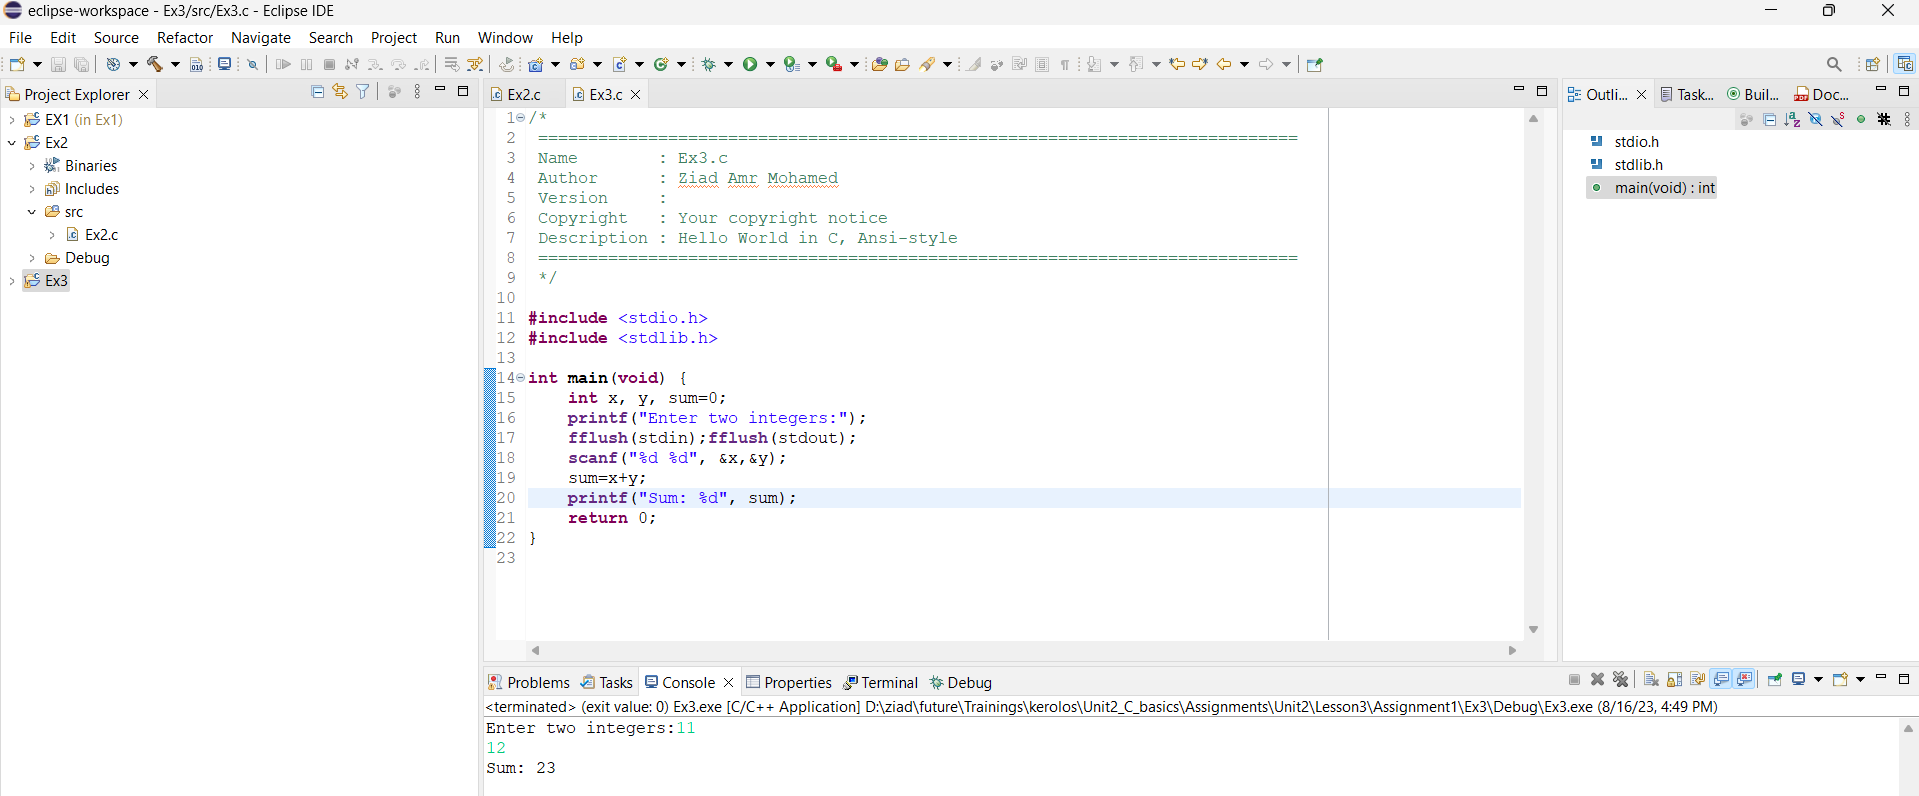 eclipse-workspace - Ex3/src/Ex3.c - Eclipse IDE
File Edit Source Refactor Navigate Search Project Run Window Help
Project Explorer
EX1 (in Ex1)
Ex2
Binaries
Includes
src
Ex2.c
Debug
Ex3
Ex2.c Ex3.c
1 /*
2 ============================================================================
3 Name        : Ex3.c
4 Author      : Ziad Amr Mohamed
5 Version     :
6 Copyright   : Your copyright notice
7 Description : Hello World in C, Ansi-style
8 ============================================================================
9 */
10
11 #include <stdio.h>
12 #include <stdlib.h>
13
14 int main(void) {
15     int x, y, sum=0;
16     printf("Enter two integers:");
17     fflush(stdin);fflush(stdout);
18     scanf("%d %d", &x,&y);
19     sum=x+y;
20     printf("Sum: %d", sum);
21     return 0;
22 }
23
Outli... Task... Buil... Doc...
stdio.h
stdlib.h
main(void) : int
Problems Tasks Console Properties Terminal Debug
<terminated> (exit value: 0) Ex3.exe [C/C++ Application] D:\ziad\future\Trainings\kerolos\Unit2_C_basics\Assignments\Unit2\Lesson3\Assignment1\Ex3\Debug\Ex3.exe (8/16/23, 4:49 PM)
Enter two integers:11
12
Sum: 23